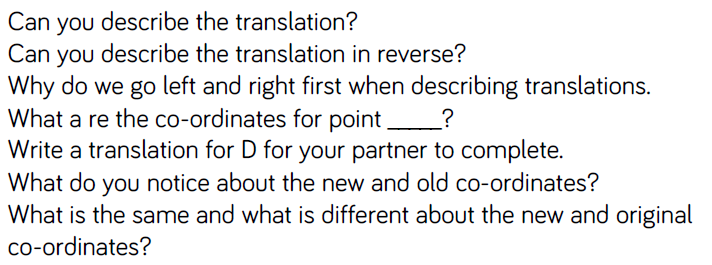 Can you describe the translation?
Can you describe the translation in reverse?
Why do we go left and right first when describing translations.
What a re the co-ordinates for point _____?
Write a translation for D for your partner to complete.
What do you notice about the new and old co-ordinates?
What is the same and what is different about the new and original
co-ordinates?